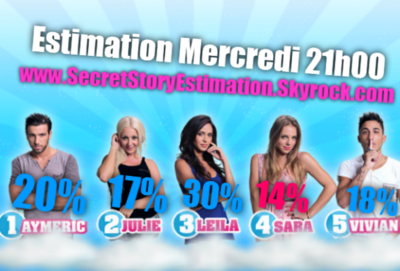 Estimation Mercredi 21h00
www.SecretStoryEstimation.Skyrock.com
20% 17% 30% 14% 18%
1 AYMERIC 2 JULIE 3 LEILA 4 SARA 5 VIVIAN